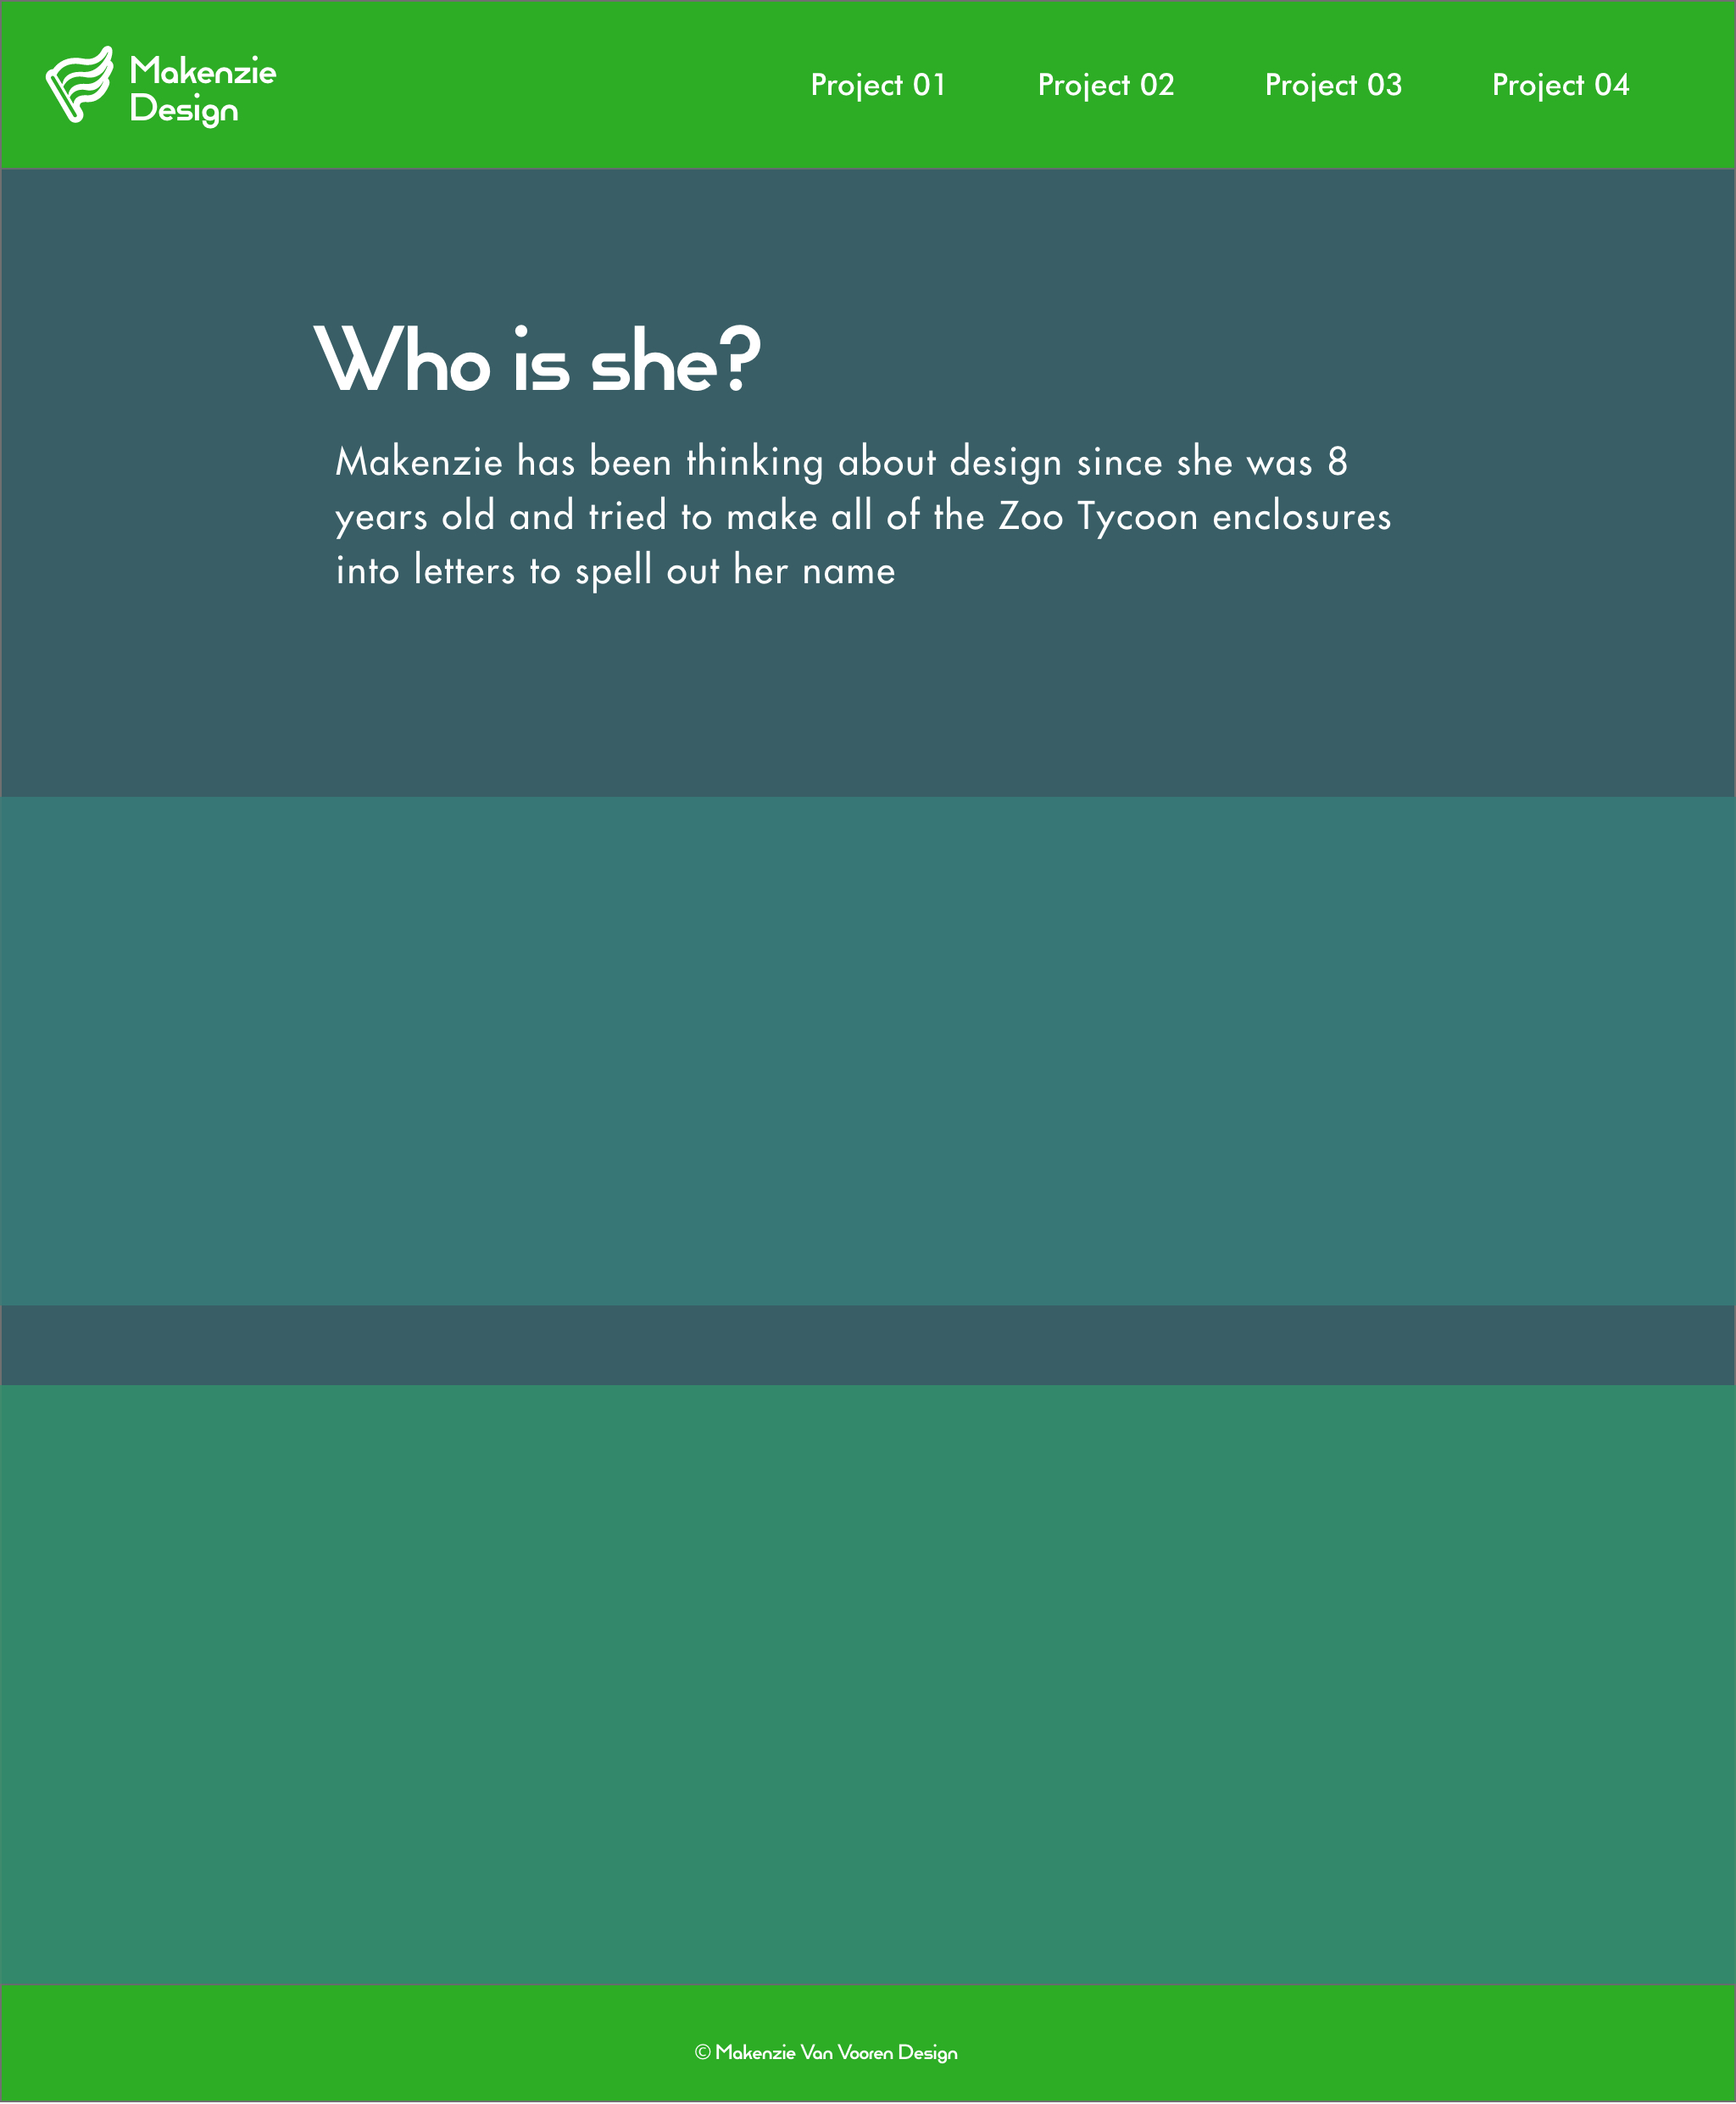 Makenzie
Design
Project 01
Project 02
Project 03
Project 04
Who is she?
Makenzie has been thinking about design since she was 8
years old and tried to make all of the Zoo Tycoon enclosures
into letters to spell out her name
© Makenzie Van Vooren Design